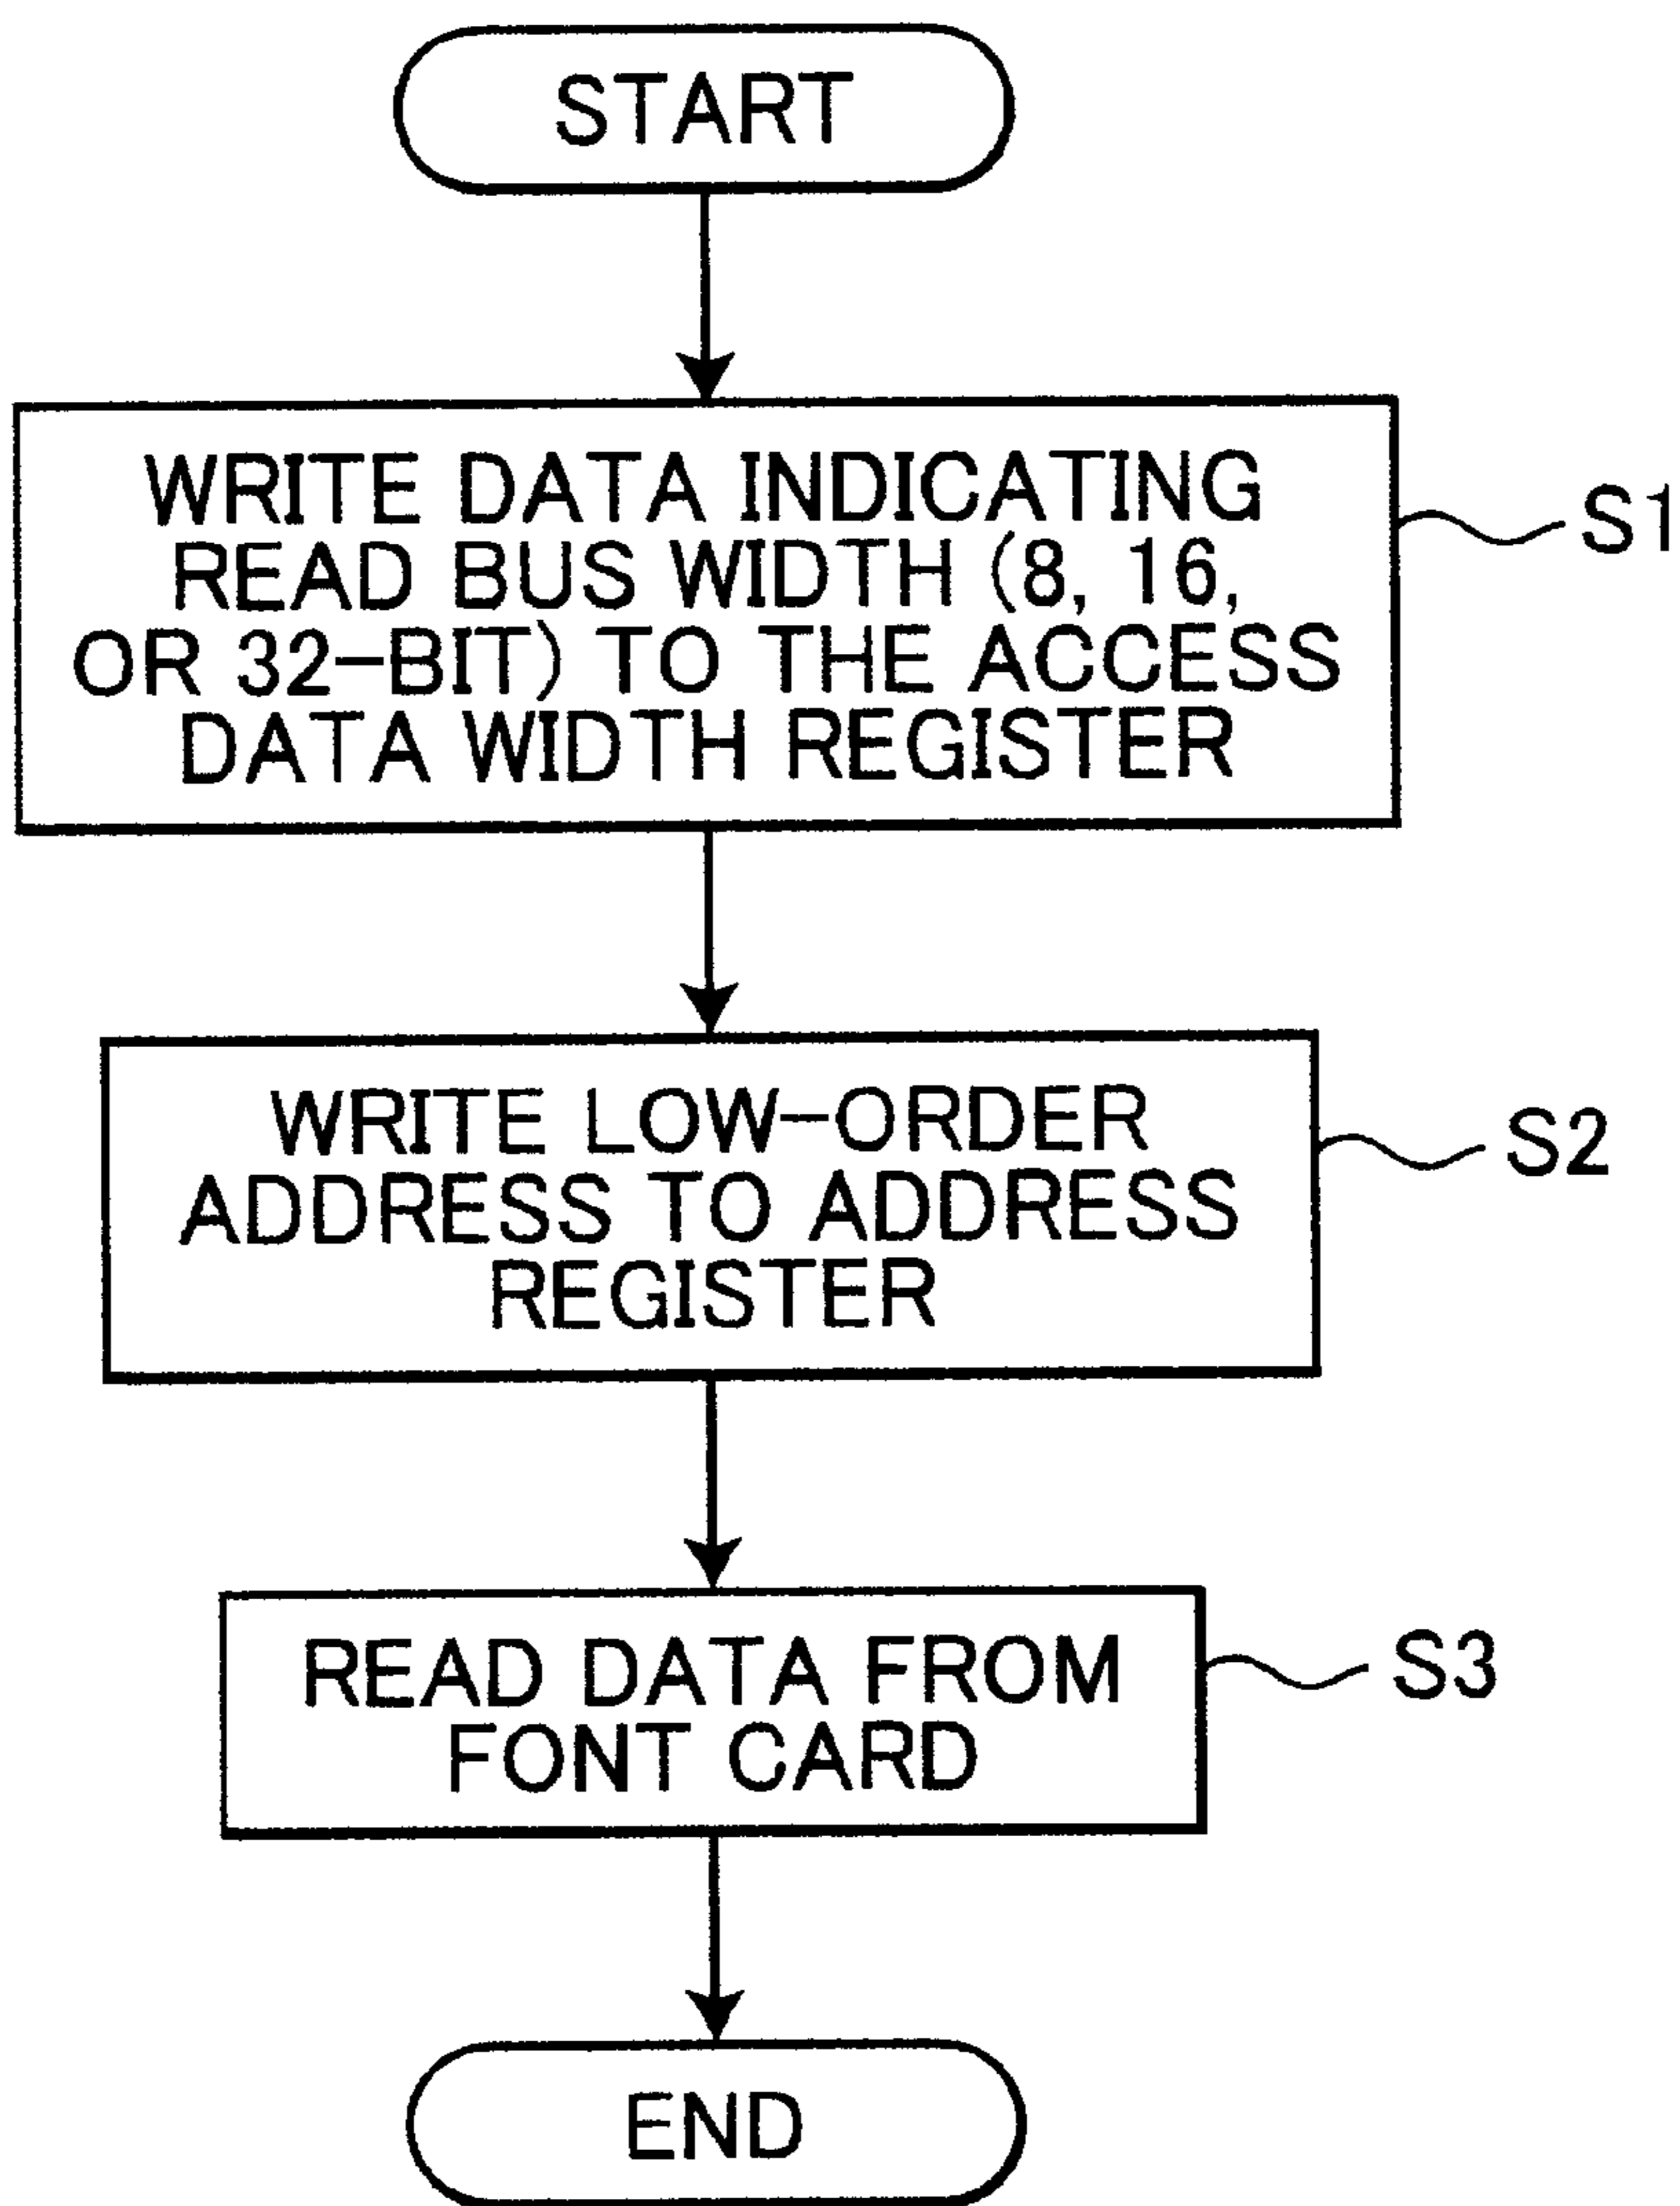 START
WRITE DATA INDICATING
READ BUS WIDTH (8, 16,
OR 32-BIT) TO THE ACCESS
DATA WIDTH REGISTER
S1
WRITE LOW-ORDER
ADDRESS TO ADDRESS
REGISTER
S2
READ DATA FROM
FONT CARD
S3
END